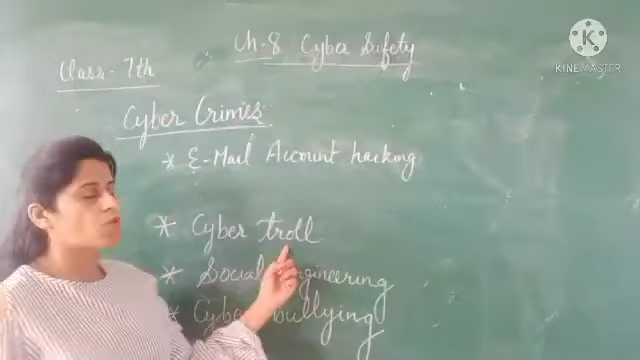 Ch-8 Cyber Safety
Class-7th
Cyber Crimes
* E-Mail Account hacking
* Cyber troll
* Social Engineering
* Cyber bullying
KINEMASTER